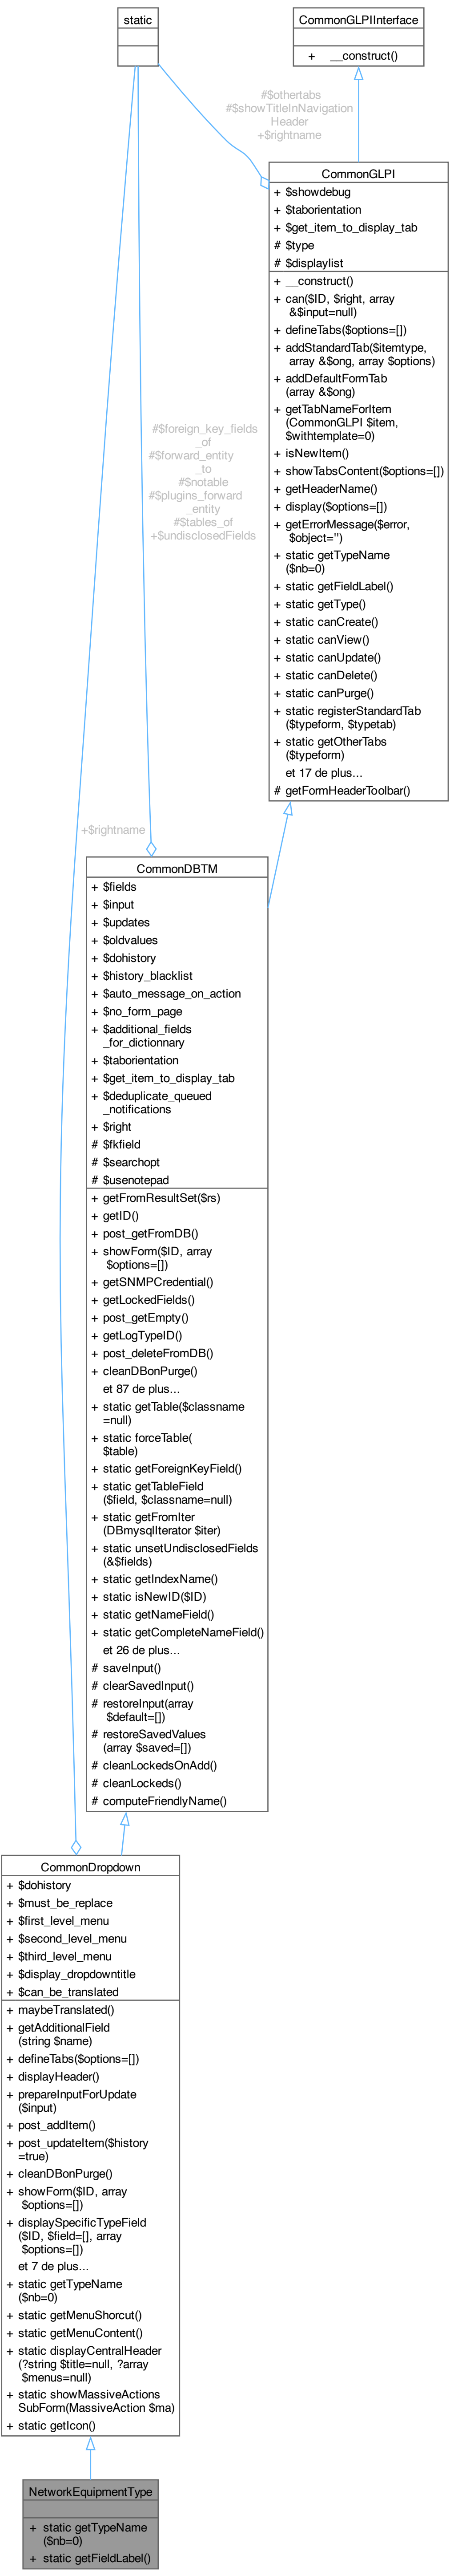 static
CommonGLPIInterface
+ __construct()
#$othertabs
#$showTitleInNavigation
Header
+$rightname
CommonGLPI
+ $showdebug
+ $taborientation
+ $get_item_to_display_tab
# $type
# $displaylist
+ __construct()
+ can($ID, $right, array
&$input=null)
+ defineTabs($options=[])
+ addStandardTab($itemtype,
array &$ong, array $options)
+ addDefaultFormTab
(array &$ong)
+ getTabNameForItem
(CommonGLPI $item,
$withtemplate=0)
+ isNewItem()
+ showTabsContent($options=[])
+ getHeaderName()
+ display($options=[])
+ getErrorMessage($error,
$object='')
+ static getTypeName
($nb=0)
+ static getFieldLabel()
+ static getType()
+ static canCreate()
+ static canView()
+ static canUpdate()
+ static canDelete()
+ static canPurge()
+ static registerStandardTab
($typeform, $typetab)
+ static getOtherTabs
($typeform)
et 17 de plus...
# getFormHeaderToolbar()
#$foreign_key_fields
_of
#$forward_entity
_to
#$notable
#$plugins_forward
_entity
#$tables_of
+$undisclosedFields
+$rightname
CommonDBTM
+ $fields
+ $input
+ $updates
+ $oldvalues
+ $dohistory
+ $history_blacklist
+ $auto_message_on_action
+ $no_form_page
+ $additional_fields
_for_dictionnary
+ $taborientation
+ $get_item_to_display_tab
+ $deduplicate_queued
_notifications
+ $right
# $fkfield
# $searchopt
# $usenotepad
+ getFromResultSet($rs)
+ getID()
+ post_getFromDB()
+ showForm($ID, array
$options=[])
+ getSNMPCredential()
+ getLockedFields()
+ post_getEmpty()
+ getLogTypeID()
+ post_deleteFromDB()
+ cleanDBonPurge()
et 87 de plus...
+ static getTable($classname
=null)
+ static forceTable(
$table)
+ static getForeignKeyField()
+ static getTableField
($field, $classname=null)
+ static getFromIter
(DBmysqlIterator $iter)
+ static unsetUndisclosedFields
(&$fields)
+ static getIndexName()
+ static isNewID($ID)
+ static getNameField()
+ static getCompleteNameField()
et 26 de plus...
# saveInput()
# clearSavedInput()
# restoreInput(array
$default=[])
# restoreSavedValues
(array $saved=[])
# cleanLockedsOnAdd()
# cleanLockeds()
# computeFriendlyName()
CommonDropdown
+ $dohistory
+ $must_be_replace
+ $first_level_menu
+ $second_level_menu
+ $third_level_menu
+ $display_dropdowntitle
+ $can_be_translated
+ maybeTranslated()
+ getAdditionalField
(string $name)
+ defineTabs($options=[])
+ displayHeader()
+ prepareInputForUpdate
($input)
+ post_addItem()
+ post_updateItem($history
=true)
+ cleanDBonPurge()
+ showForm($ID, array
$options=[])
+ displaySpecificTypeField
($ID, $field=[], array
$options=[])
et 7 de plus...
+ static getTypeName
($nb=0)
+ static getMenuShorcut()
+ static getMenuContent()
+ static displayCentralHeader
(?string $title=null, ?array
$menus=null)
+ static showMassiveActions
SubForm(MassiveAction $ma)
+ static getIcon()
NetworkEquipmentType
+ static getTypeName
($nb=0)
+ static getFieldLabel()